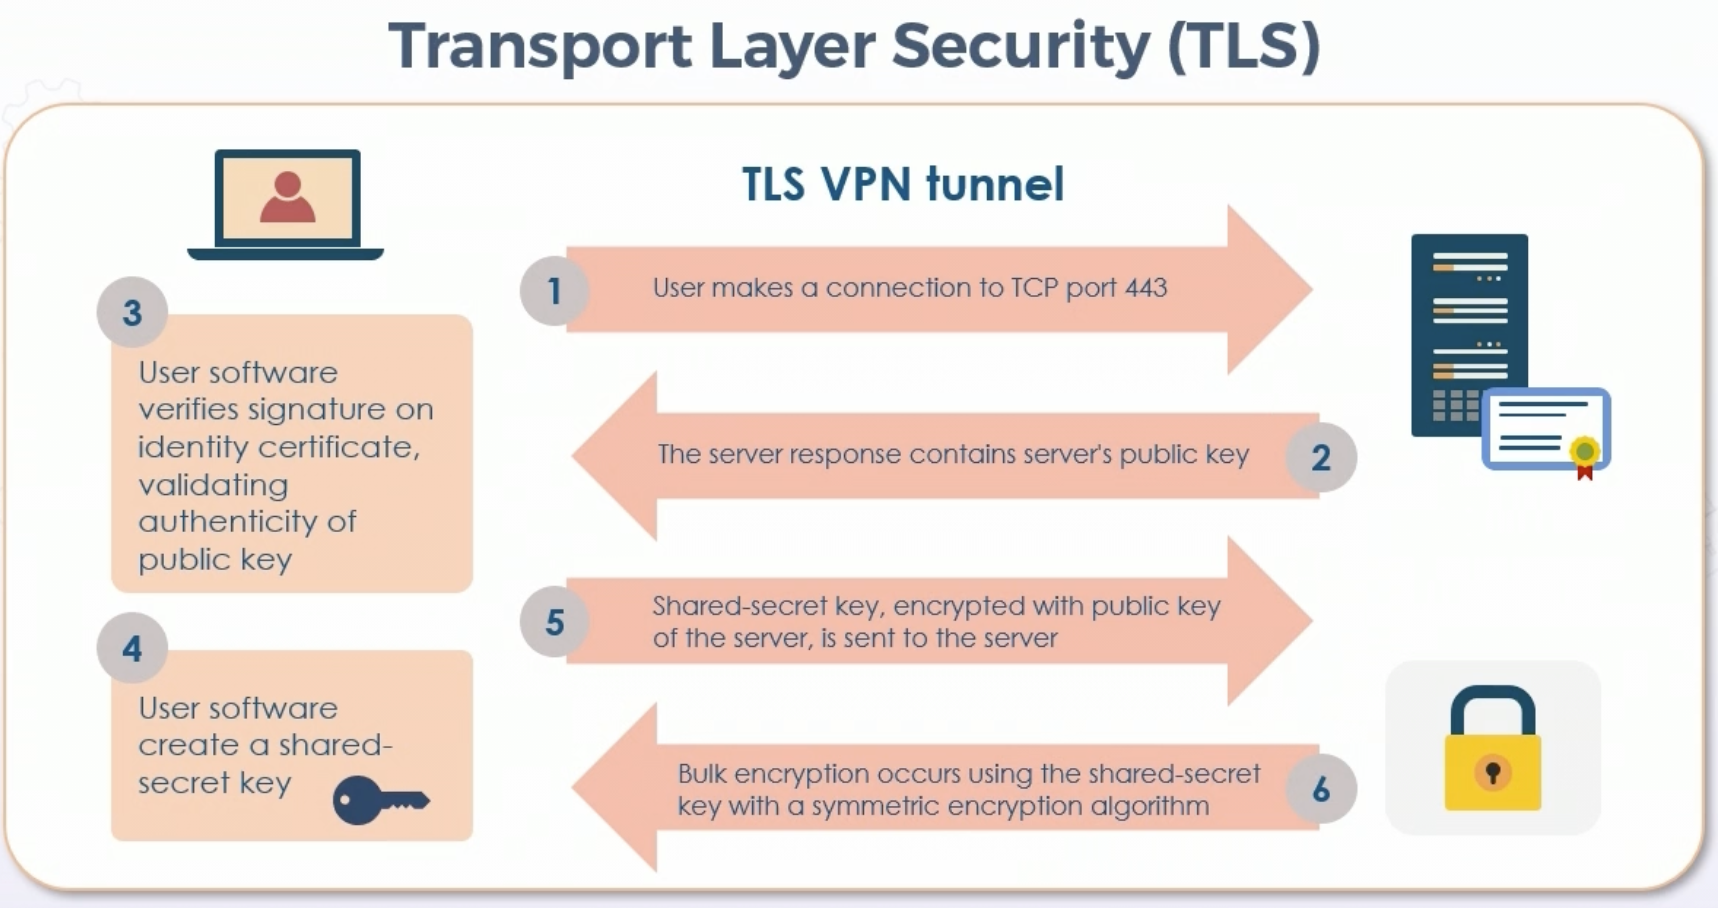 Transport Layer Security (TLS)
TLS VPN tunnel
1
User makes a connection to TCP port 443
2
The server response contains server's public key
3
User software
verifies signature on
identity certificate,
validating
authenticity of
public key
4
User software
create a shared-
secret key
5
Shared-secret key, encrypted with public key
of the server, is sent to the server
6
Bulk encryption occurs using the shared-secret
key with a symmetric encryption algorithm